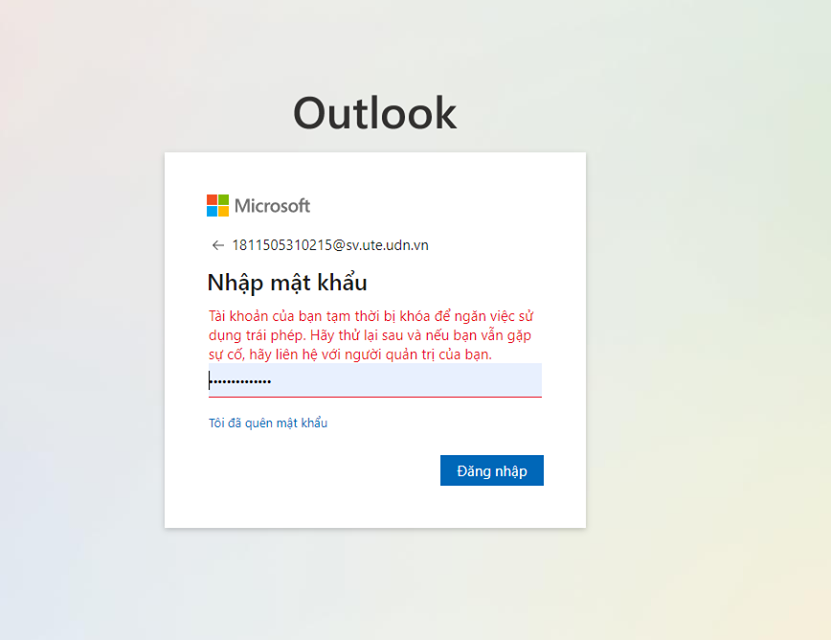 Outlook
Microsoft
1811505310215@sv.ute.udn.vn
Nhập mật khẩu
Tài khoản của bạn tạm thời bị khóa để ngăn việc sử
dụng trái phép. Hãy thử lại sau và nếu bạn vẫn gặp
sự cố, hãy liên hệ với người quản trị của bạn.
Tôi đã quên mật khẩu
Đăng nhập